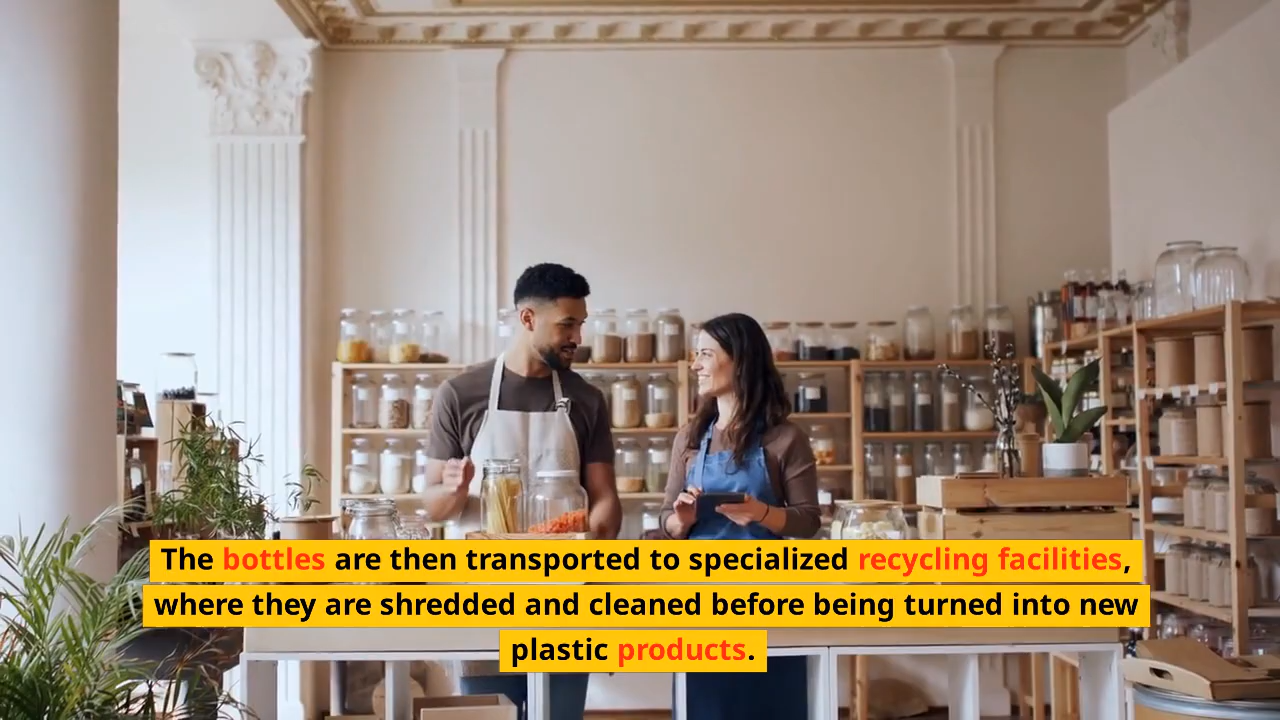 The bottles are then transported to specialized recycling facilities,
where they are shredded and cleaned before being turned into new
plastic products.